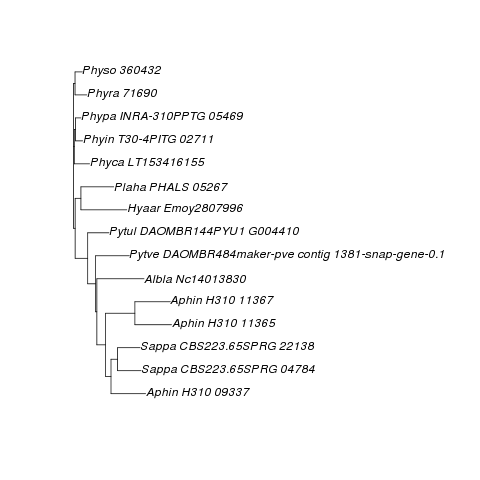 Physo 360432
Phyra 71690
Phypa INRA-310PPTG 05469
Phyin T30-4PITG 02711
Phyca LT153416155
Plaha PHALS 05267
Hyaar Emoy2807996
Pytul DAOMBR144PYU1 G004410
Pytve DAOMBR484maker-pve contig 1381-snap-gene-0.1
Albla Nc14013830
Aphin H310 11367
Aphin H310 11365
Sappa CBS223.65SPRG 22138
Sappa CBS223.65SPRG 04784
Aphin H310 09337